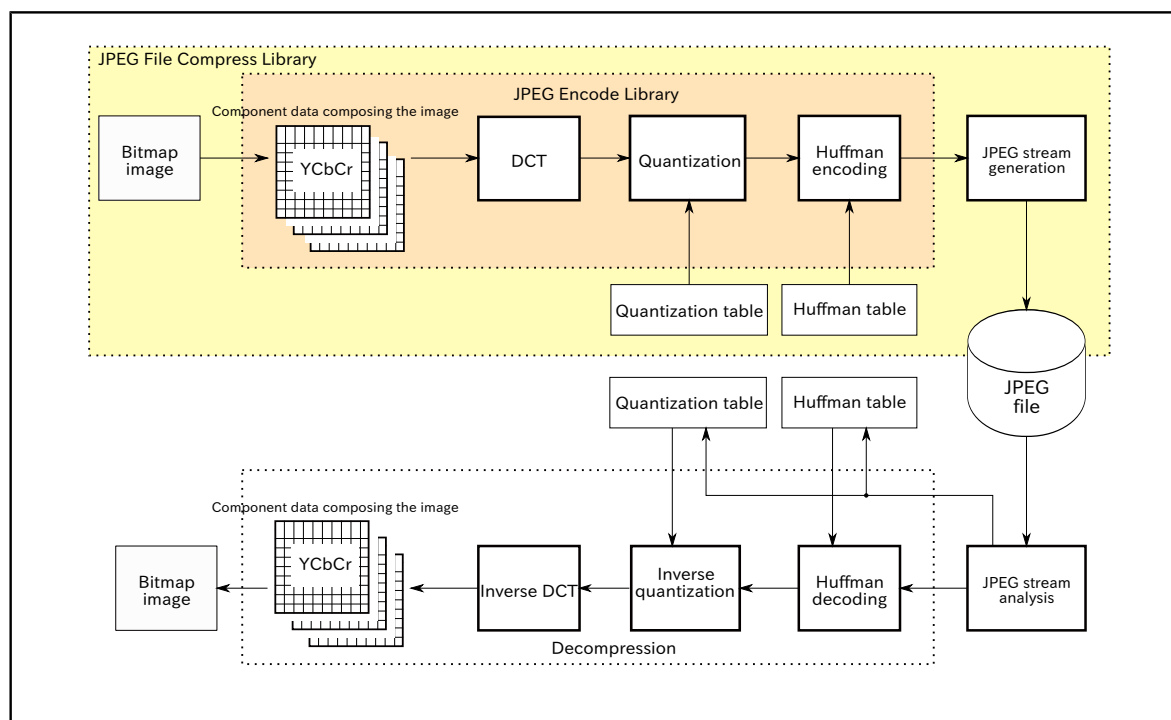 JPEG File Compress Library
JPEG Encode Library
Component data composing the image
Bitmap
image
YCbCr
DCT
Quantization
Huffman
encoding
JPEG stream
generation
Quantization table
Huffman table
JPEG
file
Quantization table
Huffman table
Component data composing the image
Bitmap
image
YCbCr
Inverse DCT
Inverse
quantization
Huffman
decoding
JPEG stream
analysis
Decompression